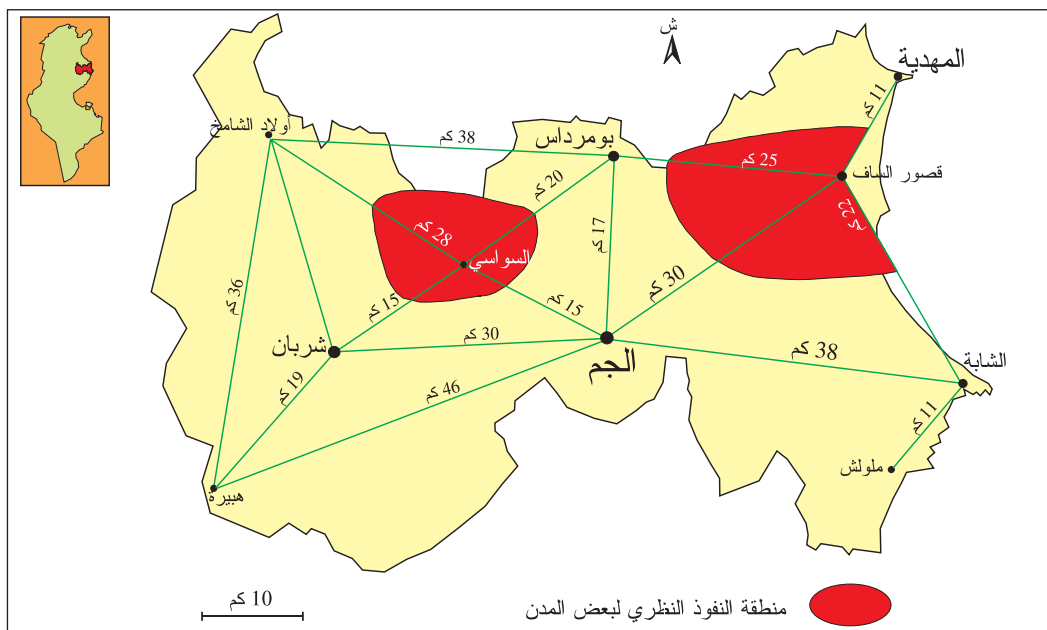 ش
المهدية
11 كم
أولاد الشامخ
38 كم
بومرداس
25 كم
قصور الساف
20 كم
22 كم
28 كم
17 كم
السواسي
36 كم
30 كم
15 كم
15 كم
شربان
30 كم
الجم
38 كم
الشابة
19 كم
46 كم
11 كم
ملولش
هبيرة
10 كم
منطقة النفوذ النظري لبعض المدن